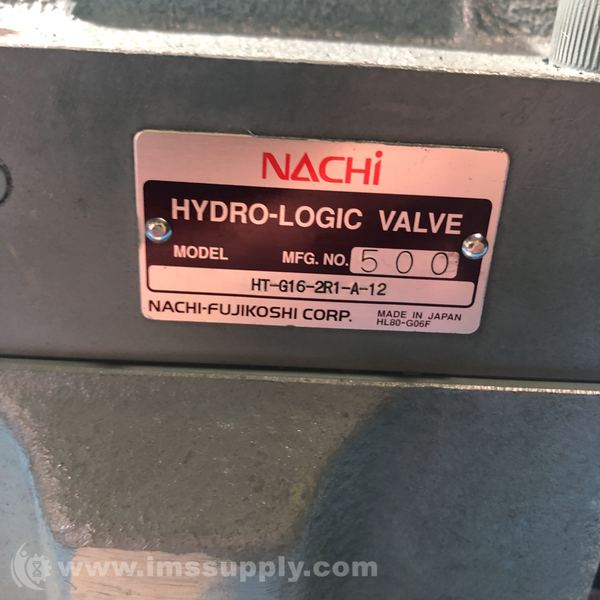 NACHi
HYDRO-LOGIC VALVE
MODEL MFG. NO. 500
HT-G16-2R1-A-12
NACHI-FUJIKOSHI CORP. MADE IN JAPAN
HL80-G06F
www.imssupply.com